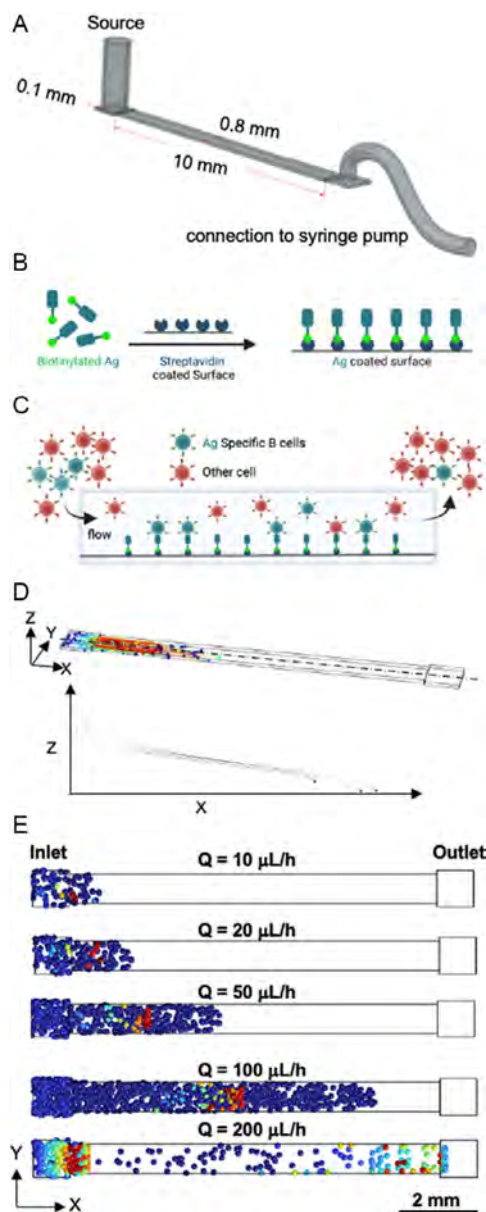 A
Source
0.1 mm
0.8 mm
10 mm
connection to syringe pump
B
Biotinylated Ag
Streptavidin
coated Surface
Ag coated surface
C
Ag Specific B cells
Other cell
flow
D
Z
Y
X
Z
X
E
Inlet
Outlet
Q = 10 μL/h
Q = 20 μL/h
Q = 50 μL/h
Q = 100 μL/h
Q = 200 μL/h
Y
X
2 mm